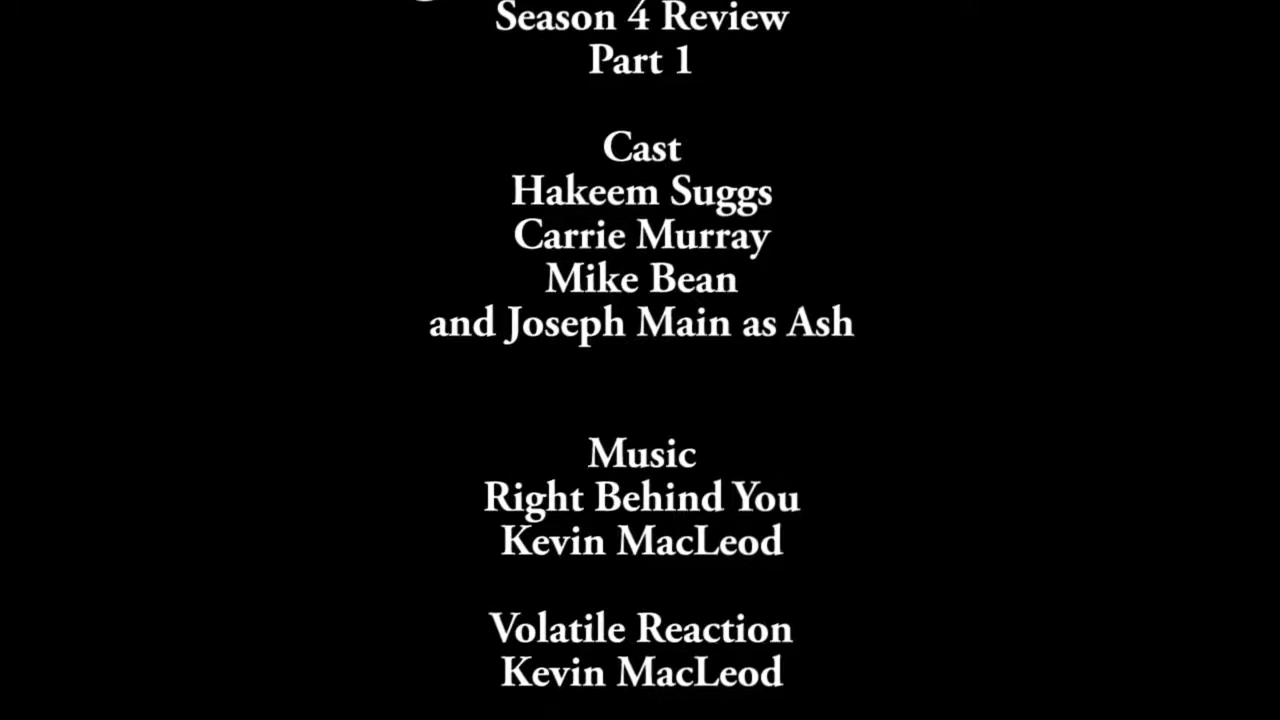 Season 4 Review
Part 1
Cast
Hakeem Suggs
Carrie Murray
Mike Bean
and Joseph Main as Ash
Music
Right Behind You
Kevin MacLeod
Volatile Reaction
Kevin MacLeod